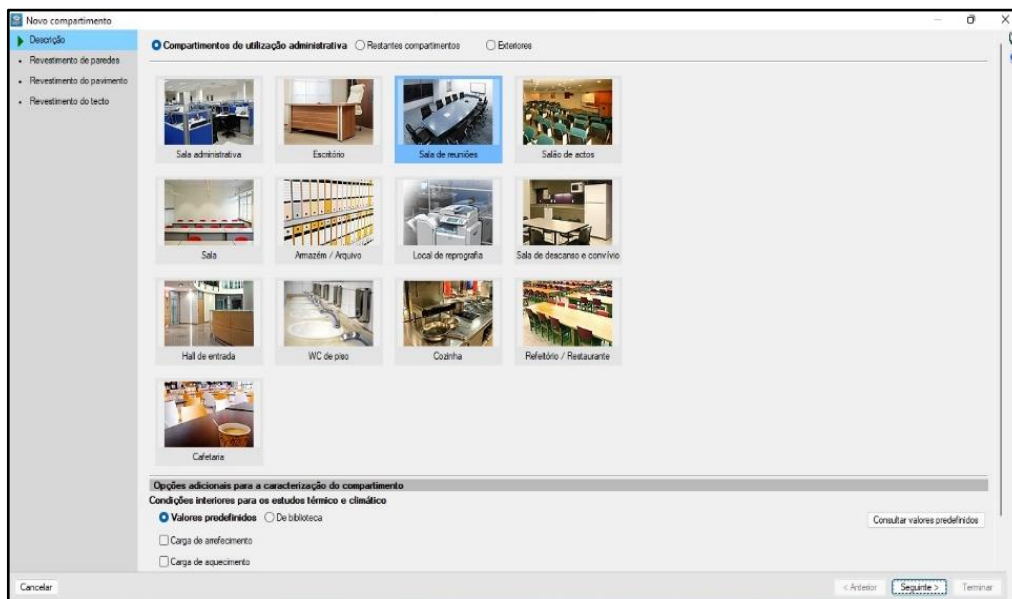 Novo compartimento
Descrição
Revestimento de paredes
Revestimento do pavimento
Revestimento do tecto
Compartimentos de utilização administrativa Restantes compartimentos Exteriores
Sala administrativa Escritório Sala de reuniões Salão de actos
Sala Armazém / Arquivo Local de reprografia Sala de descanso e convívio
Hall de entrada WC de piso Cozinha Refeitório / Restaurante
Cafetaria
Opções adicionais para a caracterização do compartimento
Condições interiores para os estudos térmico e climático
Valores predefinidos De biblioteca Consultar valores predefinidos
Carga de arrefecimento
Carga de aquecimento
Cancelar < Anterior Seguinte > Terminar